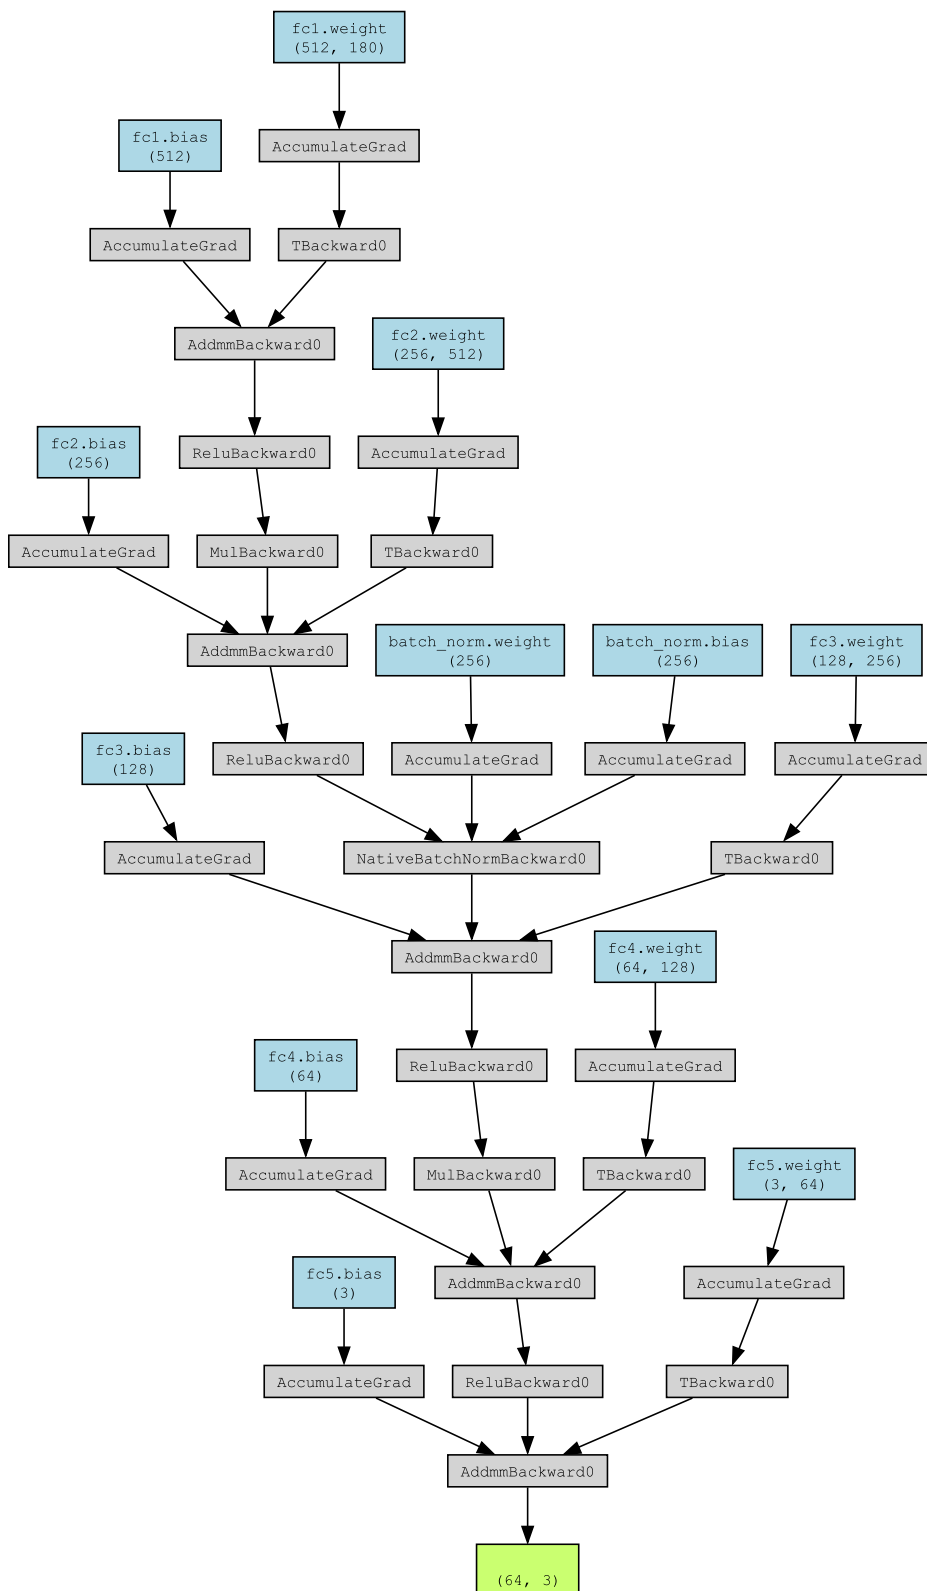 fc1.weight
(512, 180)
fc1.bias
(512)
AccumulateGrad
AccumulateGrad
TBackward0
AddmmBackward0
fc2.weight
(256, 512)
fc2.bias
(256)
ReluBackward0
AccumulateGrad
AccumulateGrad
MulBackward0
TBackward0
AddmmBackward0
batch_norm.weight
(256)
batch_norm.bias
(256)
fc3.weight
(128, 256)
fc3.bias
(128)
ReluBackward0
AccumulateGrad
AccumulateGrad
AccumulateGrad
AccumulateGrad
NativeBatchNormBackward0
TBackward0
AddmmBackward0
fc4.weight
(64, 128)
fc4.bias
(64)
ReluBackward0
AccumulateGrad
AccumulateGrad
MulBackward0
TBackward0
fc5.weight
(3, 64)
fc5.bias
(3)
AddmmBackward0
AccumulateGrad
AccumulateGrad
ReluBackward0
TBackward0
AddmmBackward0
(64, 3)